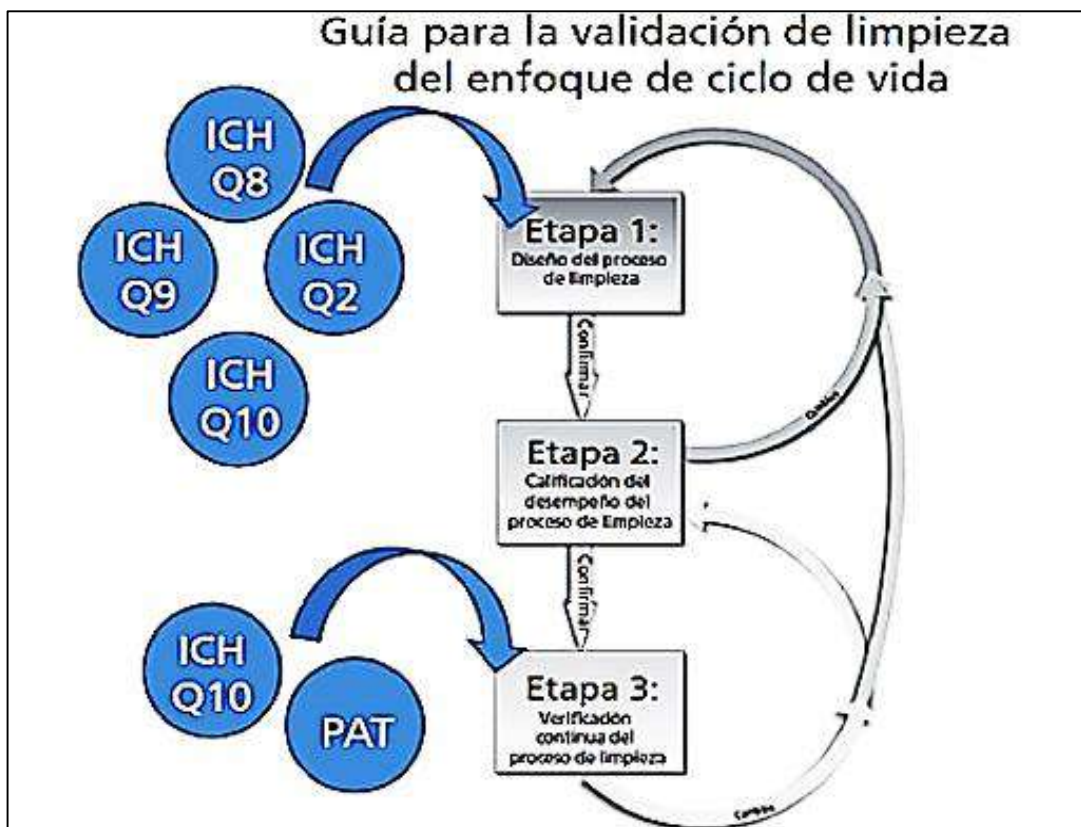 Guía para la validación de limpieza
del enfoque de ciclo de vida
ICH
Q8
ICH
Q9
ICH
Q2
ICH
Q10
Etapa 1:
Diseño del proceso
de limpieza
Confirmar
Etapa 2:
Calificación del
desempeño del
proceso de limpieza
Cambios
Confirmar
ICH
Q10
PAT
Etapa 3:
Verificación
continua del
proceso de limpieza
Cambios